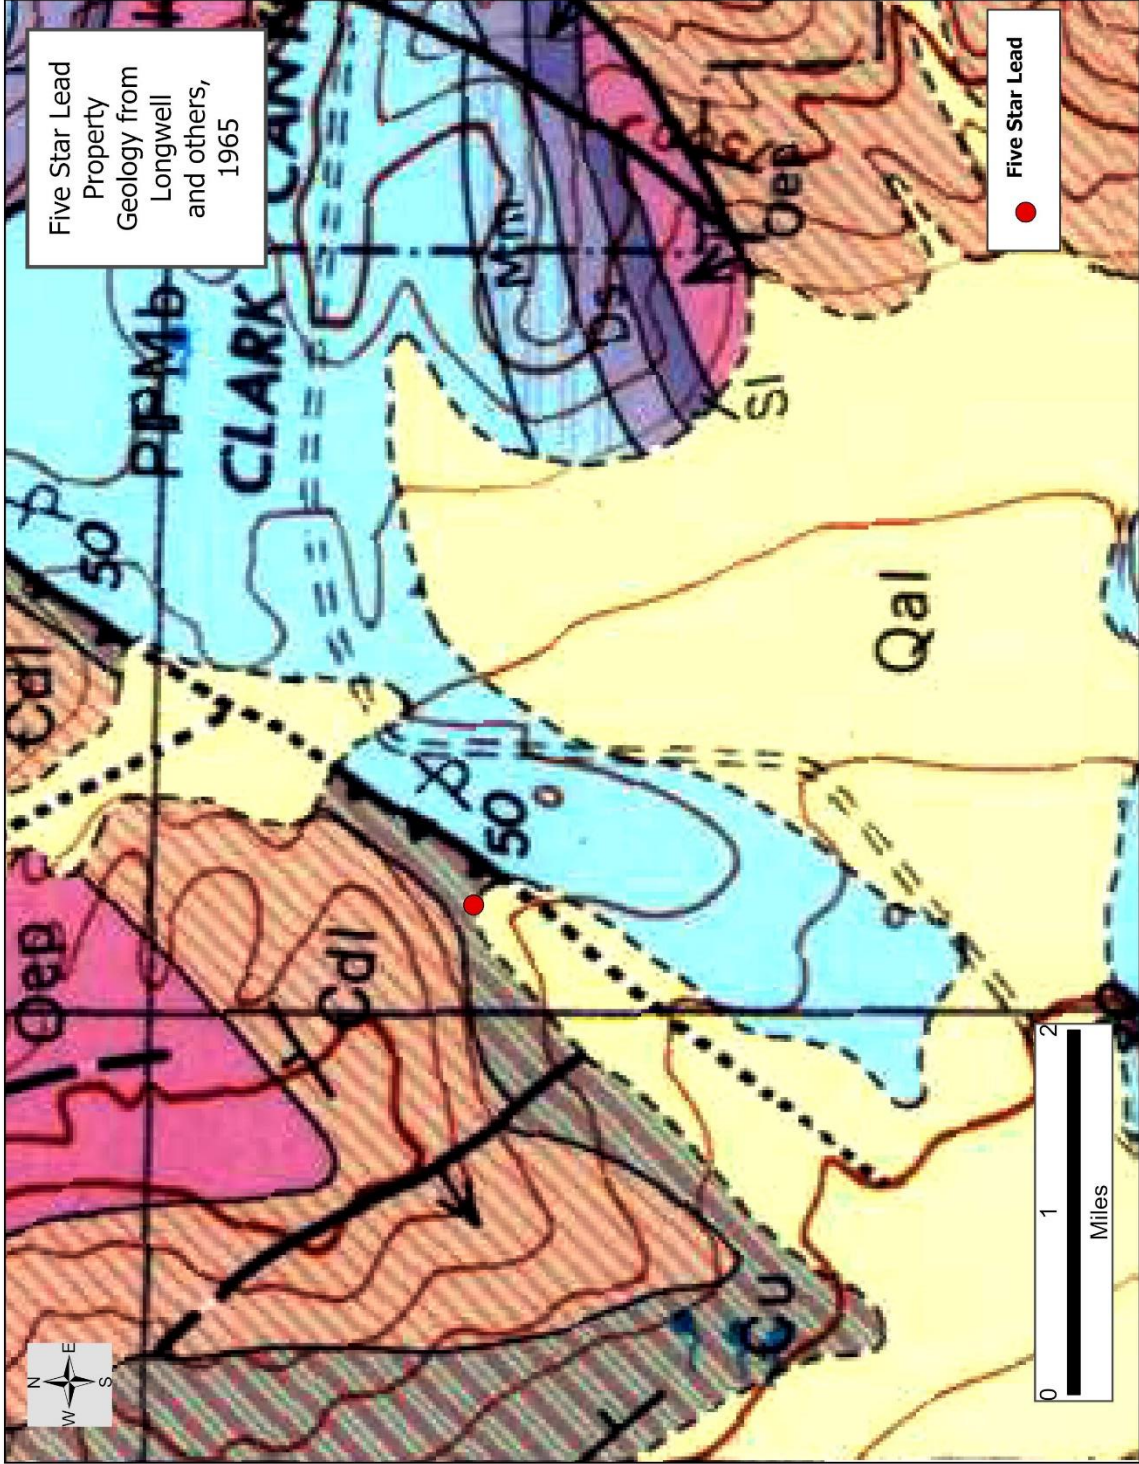 Five Star Lead
Property
Geology from
Longwell
and others,
1965
N
W E
S
Five Star Lead
0 1 2
Miles
PPMb
CLARK
50
Cdl
Oep
Cdl
50
Mm
Ds
Oep
Sl
Qal
Cu